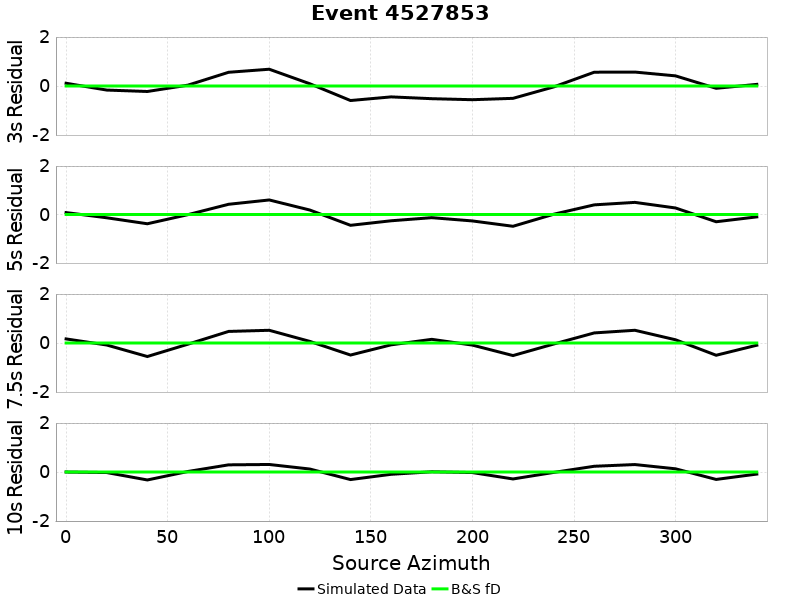 Event 4527853
3s Residual
2
0
-2
5s Residual
2
0
-2
7.5s Residual
2
0
-2
10s Residual
2
0
-2
0 50 100 150 200 250 300
Source Azimuth
Simulated Data B&S fD